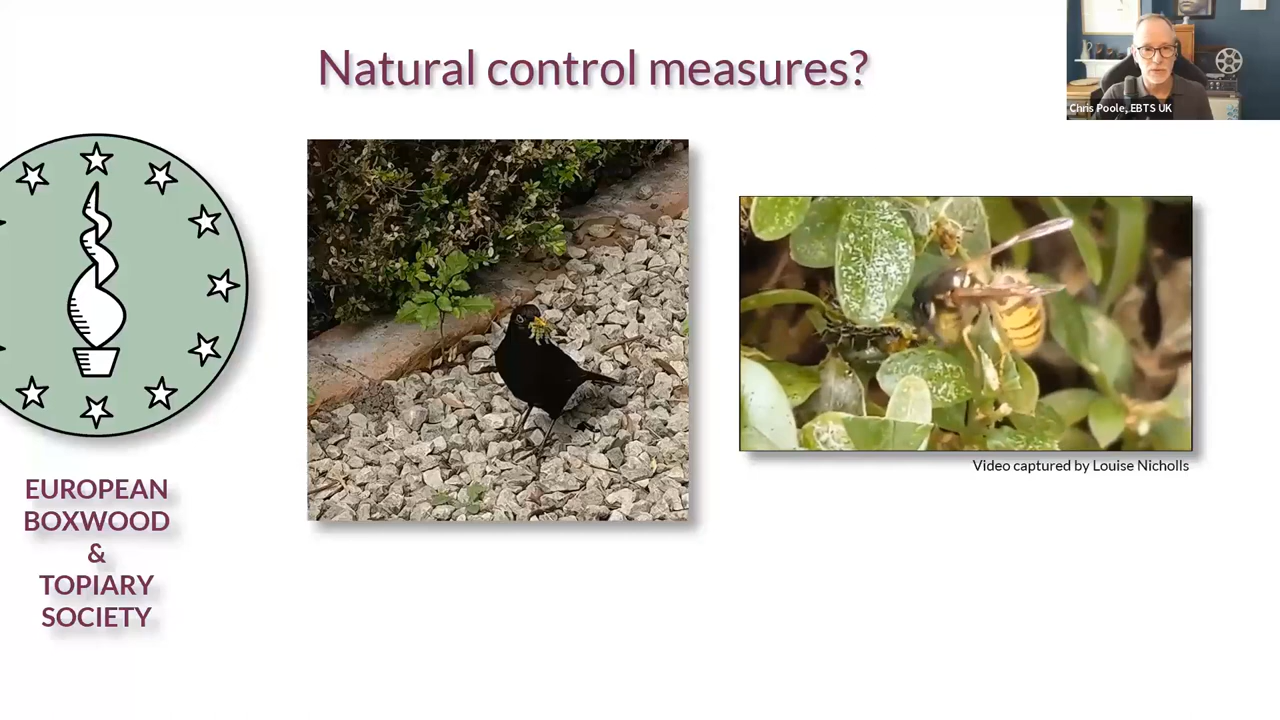 Natural control measures?
Chris Poole, EBTS UK
Video captured by Louise Nicholls
EUROPEAN
BOXWOOD
&
TOPIARY
SOCIETY